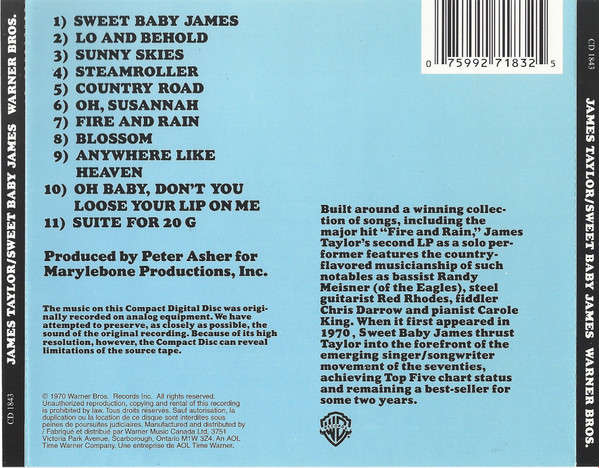 JAMES TAYLOR/SWEET BABY JAMES WARNER BROS.
CD 1843
1) SWEET BABY JAMES
2) LO AND BEHOLD
3) SUNNY SKIES
4) STEAMROLLER
5) COUNTRY ROAD
6) OH, SUSANNAH
7) FIRE AND RAIN
8) BLOSSOM
9) ANYWHERE LIKE
HEAVEN
10) OH BABY, DON'T YOU
LOOSE YOUR LIP ON ME
11) SUITE FOR 20 G
Produced by Peter Asher for
Marylebone Productions, Inc.
The music on this Compact Digital Disc was orig-
inally recorded on analog equipment. We have
attempted to preserve, as closely as possible, the
sound of the original recording. Because of its high
resolution, however, the Compact Disc can reveal
limitations of the source tape.
© 1970 Warner Bros. Records Inc. All rights reserved.
Unauthorized reproduction, copying and rental of this recording
is prohibited by law. Tous droits réservés. Sauf autorisation, la
duplication ou la location de ce disque sont interdites sous
peines de poursuites judiciaires. Manufactured and distributed by
/ Fabriqué et distribué par Warner Music Canada Ltd, 3751
Victoria Park Avenue, Scarborough, Ontario M1W 3Z4. An AOL
Time Warner Company. Une entreprise de AOL Time Warner.
0 75992 71832 5
Built around a winning collec-
tion of songs, including the
major hit "Fire and Rain," James
Taylor's second LP as a solo per-
former features the country-
flavored musicianship of such
notables as bassist Randy
Meisner (of the Eagles), steel
guitarist Red Rhodes, fiddler
Chris Darrow and pianist Carole
King. When it first appeared in
1970, Sweet Baby James thrust
Taylor into the forefront of the
emerging singer/songwriter
movement of the seventies,
achieving Top Five chart status
and remaining a best-seller for
some two years.
WB
CD 1843
JAMES TAYLOR/SWEET BABY JAMES WARNER BROS.